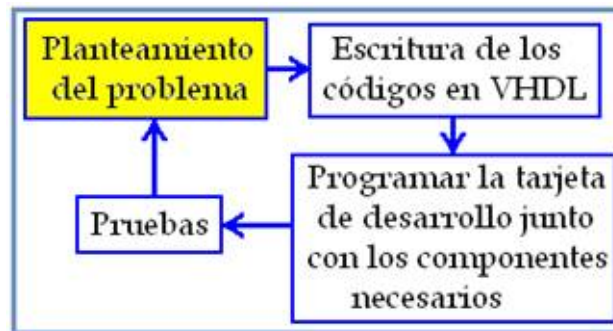 Planteamiento
del problema
Escritura de los
códigos en VHDL
Programar la tarjeta
de desarrollo junto
con los componentes
necesarios
Pruebas